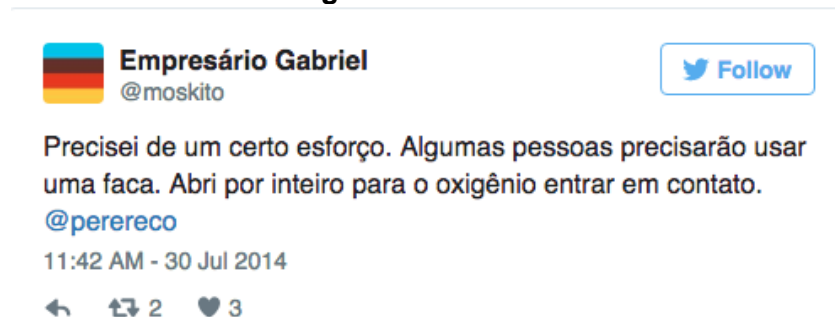 Empresário Gabriel
@moskito
Follow
Precisei de um certo esforço. Algumas pessoas precisarão usar
uma faca. Abri por inteiro para o oxigênio entrar em contato.
@perereco
11:42 AM - 30 Jul 2014
2 3